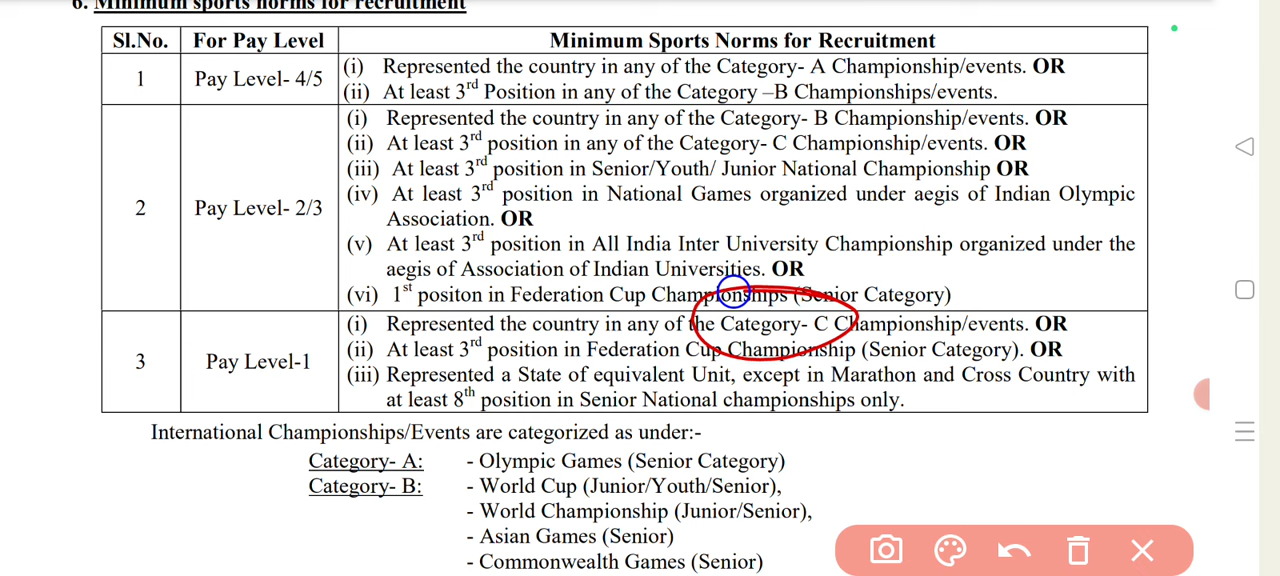 6. Minimum sports norms for recruitment
Sl.No. For Pay Level Minimum Sports Norms for Recruitment
1 Pay Level- 4/5 (i) Represented the country in any of the Category- A Championship/events. OR
(ii) At least 3rd Position in any of the Category –B Championships/events.
2 Pay Level- 2/3 (i) Represented the country in any of the Category- B Championship/events. OR
(ii) At least 3rd position in any of the Category- C Championship/events. OR
(iii) At least 3rd position in Senior/Youth/ Junior National Championship OR
(iv) At least 3rd position in National Games organized under aegis of Indian Olympic
Association. OR
(v) At least 3rd position in All India Inter University Championship organized under the
aegis of Association of Indian Universities. OR
(vi) 1st positon in Federation Cup Championships (Senior Category)
3 Pay Level-1 (i) Represented the country in any of the Category- C Championship/events. OR
(ii) At least 3rd position in Federation Cup Championship (Senior Category). OR
(iii) Represented a State of equivalent Unit, except in Marathon and Cross Country with
at least 8th position in Senior National championships only.
International Championships/Events are categorized as under:-
Category- A: - Olympic Games (Senior Category)
Category- B: - World Cup (Junior/Youth/Senior),
- World Championship (Junior/Senior),
- Asian Games (Senior)
- Commonwealth Games (Senior)